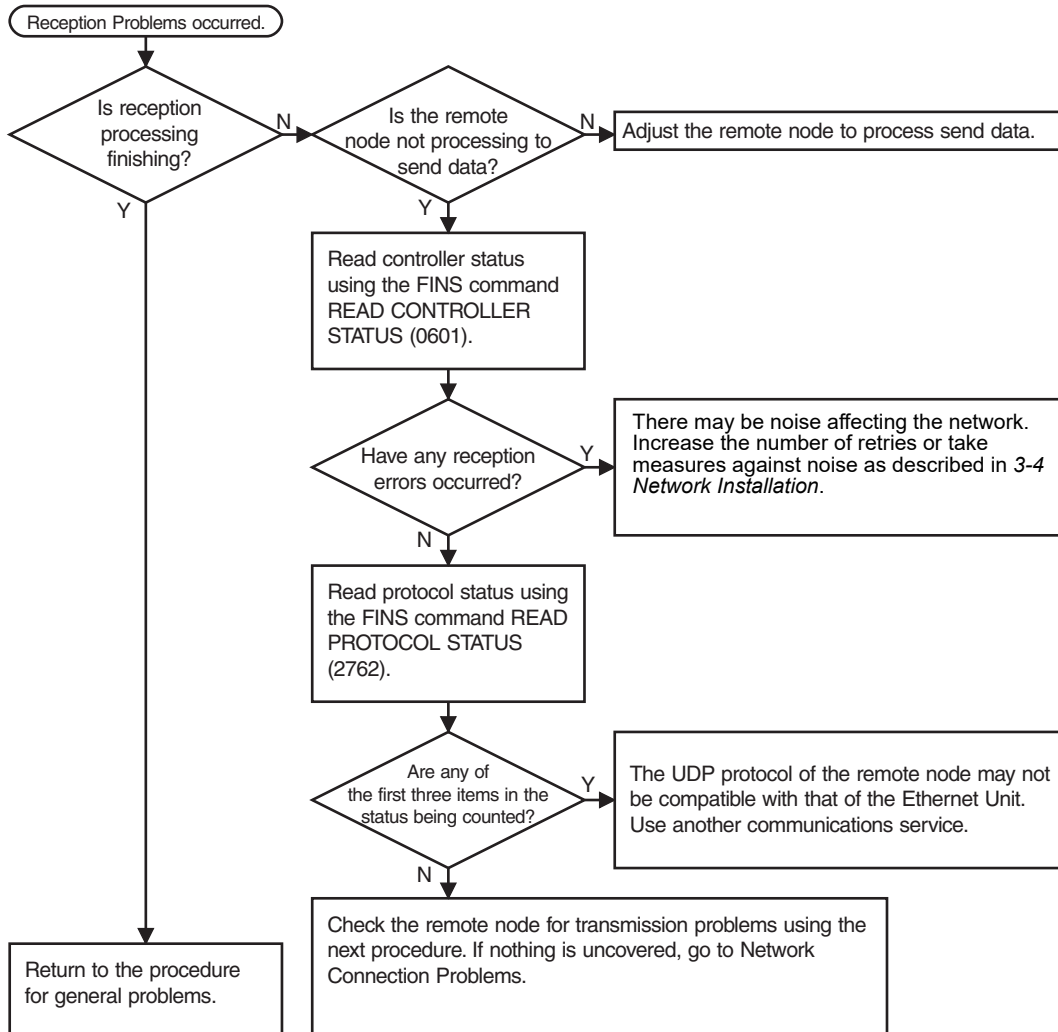 Reception Problems occurred.
Is reception
processing
finishing?
N
Is the remote
node not processing to
send data?
N
Adjust the remote node to process send data.
Y
Y
Read controller status
using the FINS command
READ CONTROLLER
STATUS (0601).
Have any reception
errors occurred?
Y
There may be noise affecting the network.
Increase the number of retries or take
measures against noise as described in 3-4
Network Installation.
N
Read protocol status using
the FINS command READ
PROTOCOL STATUS
(2762).
Are any of
the first three items in the
status being counted?
Y
The UDP protocol of the remote node may not
be compatible with that of the Ethernet Unit.
Use another communications service.
N
Check the remote node for transmission problems using the
next procedure. If nothing is uncovered, go to Network
Connection Problems.
Return to the procedure
for general problems.